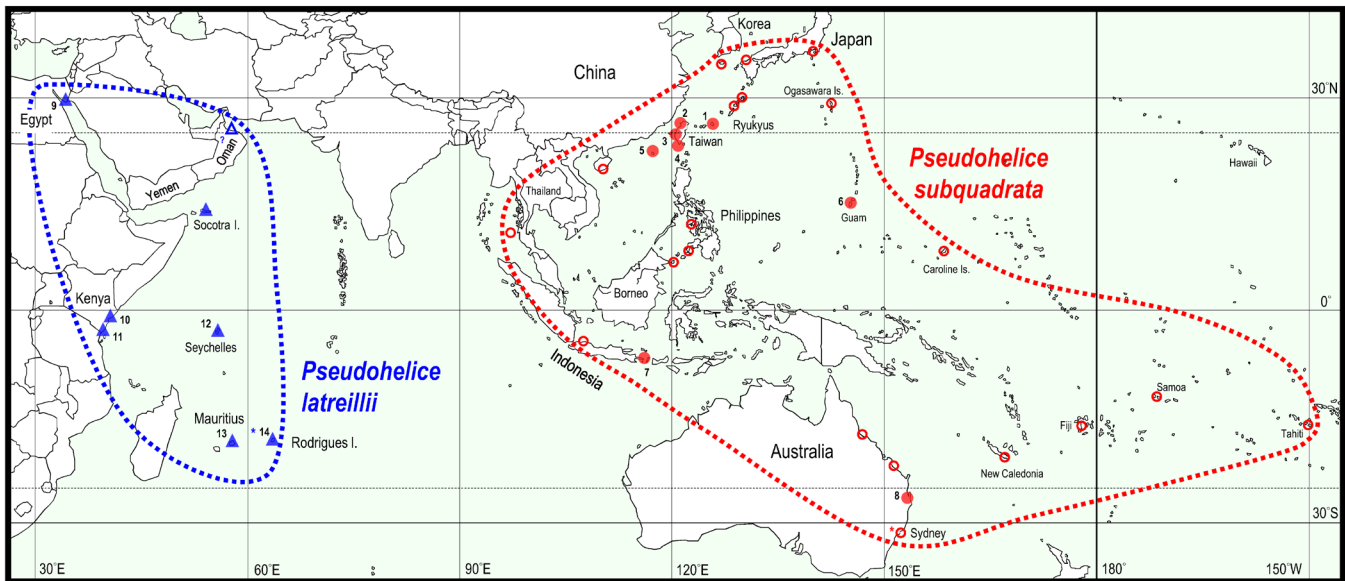 Korea
Japan
China
Ogasawara Is.
30°N
9
Egypt
2
1
Ryukyus
?
Oman
3
Taiwan
5
4
Pseudohelice
subquadrata
Hawaii
Yemen
Thailand
6
Guam
Philippines
Socotra I.
Caroline Is.
Kenya
Borneo
0°
10
11
12
Seychelles
Indonesia
7
Pseudohelice
latreillii
Samoa
Mauritius
13
* 14
Rodrigues I.
Fiji
Tahiti
Australia
New Caledonia
8
30°S
*
Sydney
30°E
60°E
90°E
120°E
150°E
180°
150°W